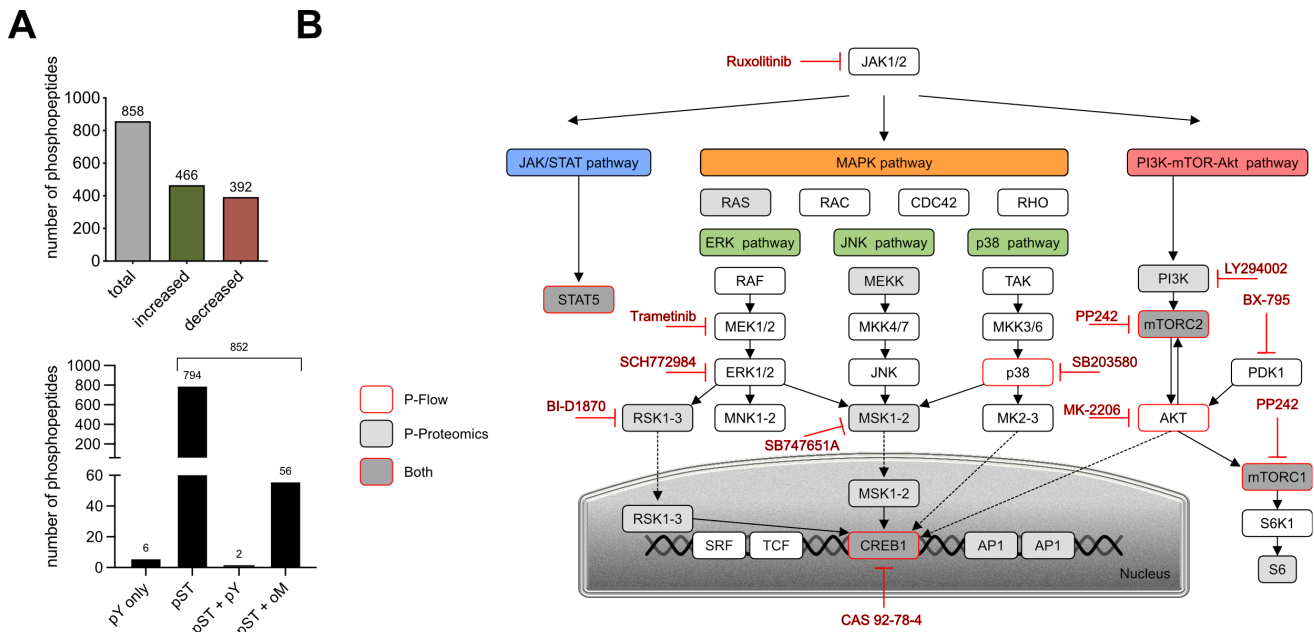 A
B
number of phosphopeptides
1000
800
600
400
200
0
858
466
392
total
increased
decreased
number of phosphopeptides
1000
800
600
400
200
60
40
20
0
852
6
794
2
56
pY only
pST
pST + pY
pST + oM
P-Flow
P-Proteomics
Both
Ruxolitinib
JAK1/2
JAK/STAT pathway
MAPK pathway
PI3K-mTOR-Akt pathway
RAS
RAC
CDC42
RHO
ERK pathway
JNK pathway
p38 pathway
STAT5
RAF
MEKK
TAK
PI3K
LY294002
BX-795
Trametinib
MEK1/2
MKK4/7
MKK3/6
PP242
mTORC2
SCH772984
ERK1/2
JNK
p38
SB203580
PDK1
BI-D1870
RSK1-3
MNK1-2
MSK1-2
MK2-3
MK-2206
AKT
PP242
SB747651A
mTORC1
MSK1-2
RSK1-3
S6K1
SRF
TCF
CREB1
AP1
AP1
S6
Nucleus
CAS 92-78-4